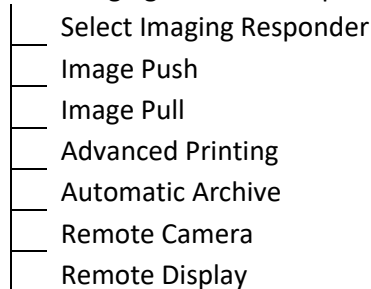 Select Imaging Responder
Image Push
Image Pull
Advanced Printing
Automatic Archive
Remote Camera
Remote Display